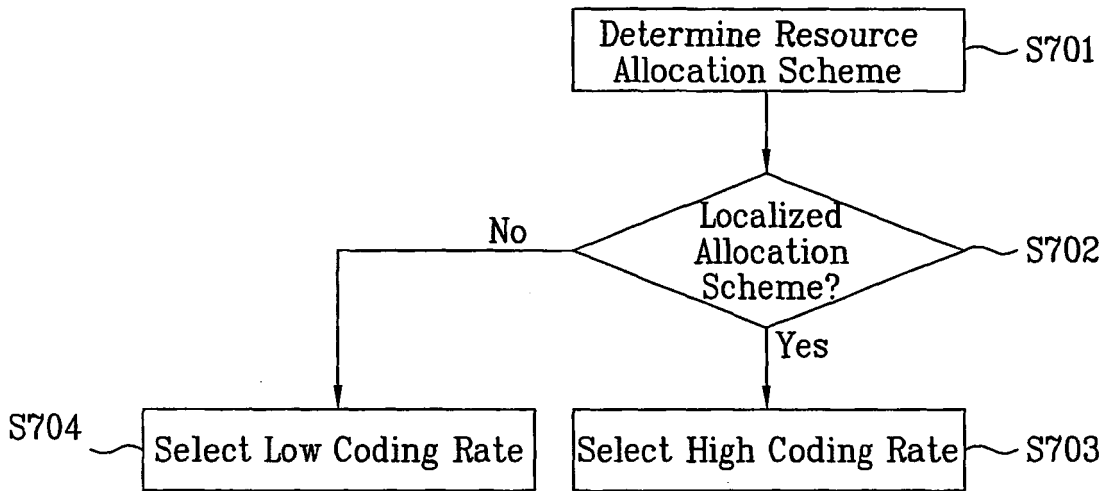 Determine Resource
Allocation Scheme
S701
Localized
Allocation
Scheme?
S702
No
Yes
S704
Select Low Coding Rate
Select High Coding Rate
S703